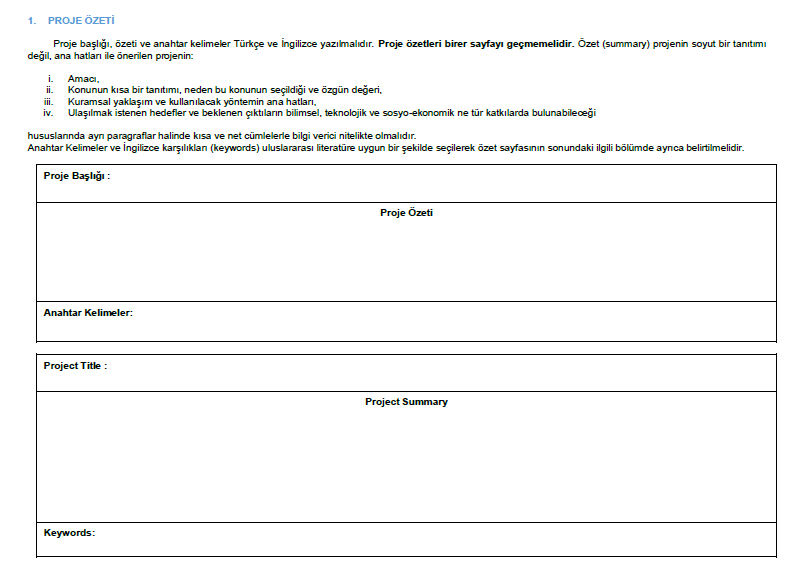 1. PROJE ÖZETİ
Proje başlığı, özeti ve anahtar kelimeler Türkçe ve İngilizce yazılmalıdır. Proje özetleri birer sayfayı geçmemelidir. Özet (summary) projenin soyut bir tanıtımı
değil, ana hatları ile önerilen projenin:
i. Amacı,
ii. Konunun kısa bir tanıtımı, neden bu konunun seçildiği ve özgün değeri,
iii. Kuramsal yaklaşım ve kullanılacak yöntemin ana hatları,
iv. Ulaşılmak istenen hedefler ve beklenen çıktıların bilimsel, teknolojik ve sosyo-ekonomik ne tür katkılarda bulunabileceği
hususlarında ayrı paragraflar halinde kısa ve net cümlelerle bilgi verici nitelikte olmalıdır.
Anahtar Kelimeler ve İngilizce karşılıkları (keywords) uluslararası literatüre uygun bir şekilde seçilerek özet sayfasının sonundaki ilgili bölümde ayrıca belirtilmelidir.
Proje Başlığı :
Proje Özeti
Anahtar Kelimeler:
Project Title :
Project Summary
Keywords: